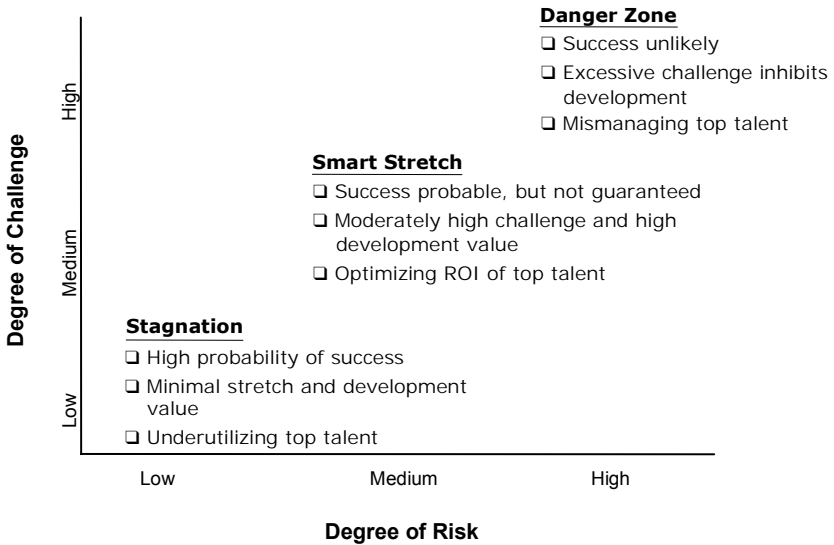 Danger Zone
❑ Success unlikely
❑ Excessive challenge inhibits
development
❑ Mismanaging top talent
High
Smart Stretch
❑ Success probable, but not guaranteed
❑ Moderately high challenge and high
development value
❑ Optimizing ROI of top talent
Degree of Challenge
Medium
Stagnation
❑ High probability of success
❑ Minimal stretch and development
value
❑ Underutilizing top talent
Low
Low Medium High
Degree of Risk